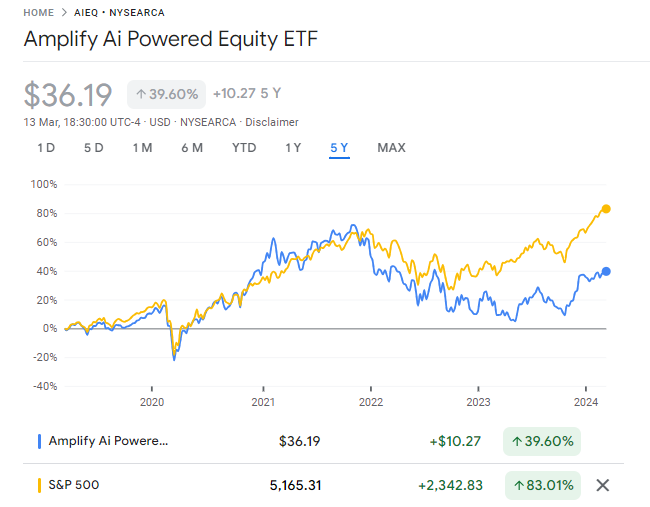 HOME > AIEQ • NYSEARCA
Amplify Ai Powered Equity ETF
$36.19 ↑ 39.60% +10.27 5 Y
13 Mar, 18:30:00 UTC-4 · USD · NYSEARCA · Disclaimer
1 D 5 D 1 M 6 M YTD 1 Y 5 Y MAX
100%
80%
60%
40%
20%
0%
-20%
-40%
2020 2021 2022 2023 2024
Amplify Ai Powere... $36.19 +$10.27 ↑ 39.60%
S&P 500 5,165.31 +2,342.83 ↑ 83.01% ✕